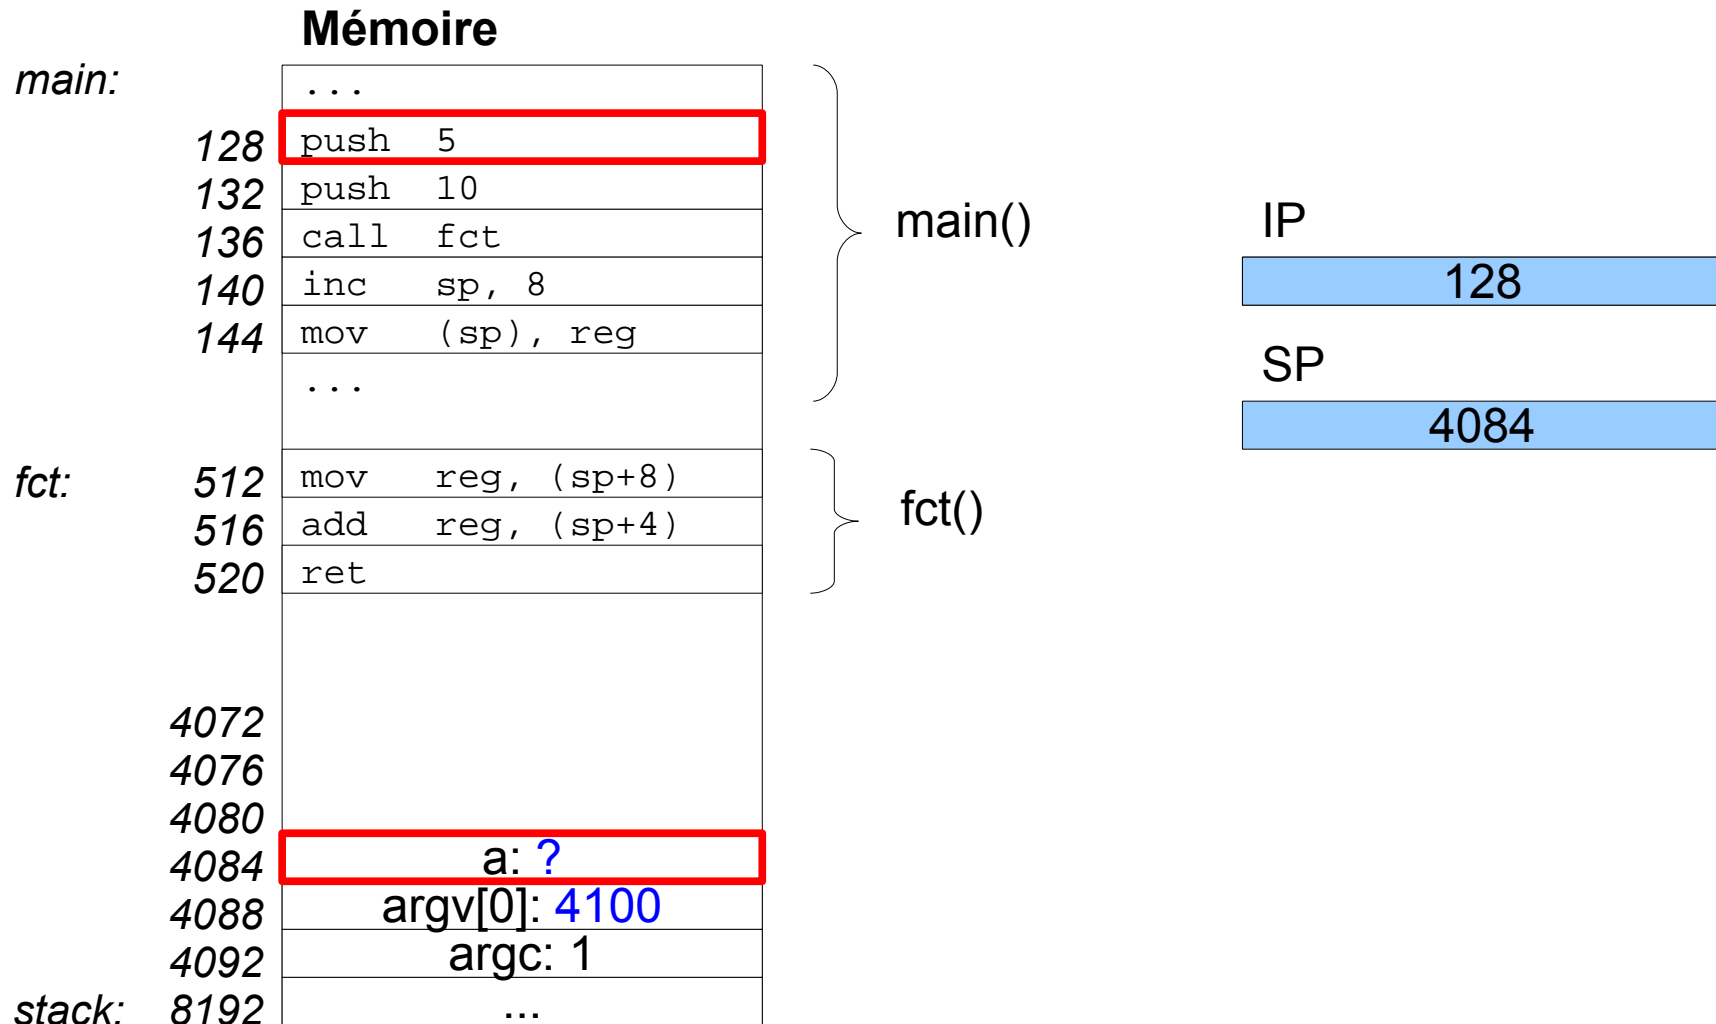 Mémoire
main:
...
128 push 5
132 push 10
136 call fct
140 inc sp, 8
144 mov (sp), reg
...
main()
IP
128
SP
4084
fct:
512 mov reg, (sp+8)
516 add reg, (sp+4)
520 ret
fct()
4072
4076
4080
4084 a: ?
4088 argv[0]: 4100
4092 argc: 1
stack: 8192 ...